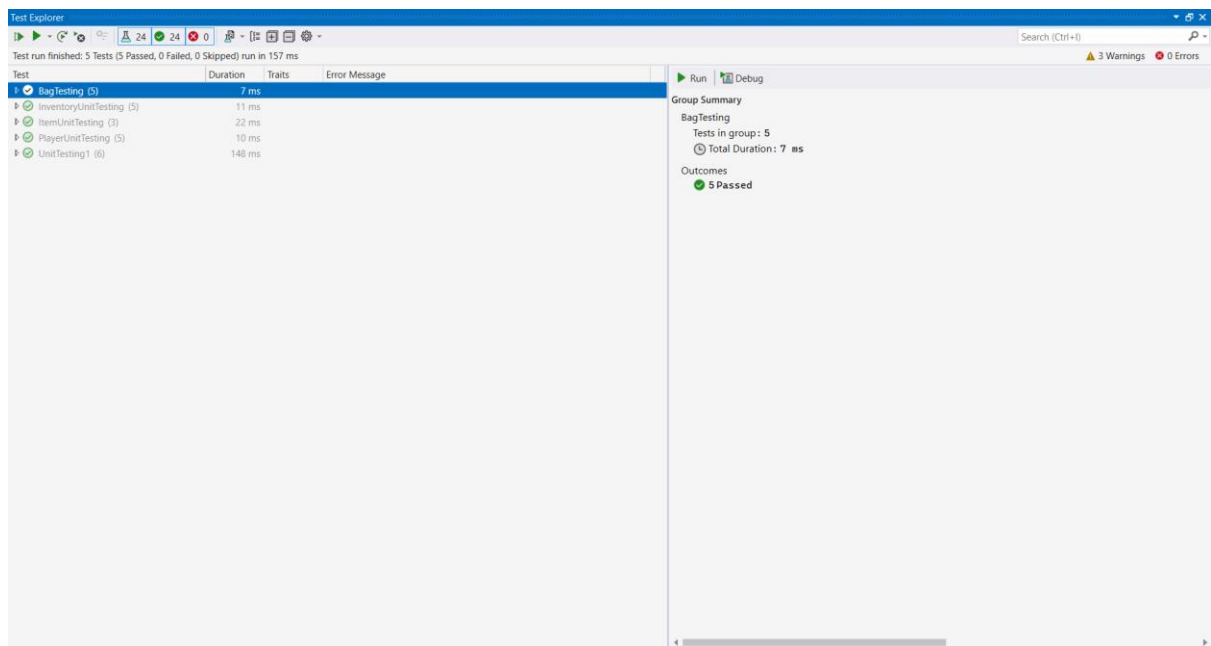 Test Explorer
24 24 0 Search (Ctrl+I)
Test run finished: 5 Tests (5 Passed, 0 Failed, 0 Skipped) run in 157 ms 3 Warnings 0 Errors
Test Duration Traits Error Message
BagTesting (5) 7 ms
InventoryUnitTesting (5) 11 ms
ItemUnitTesting (3) 22 ms
PlayerUnitTesting (5) 10 ms
UnitTesting1 (6) 148 ms
Run Debug
Group Summary
BagTesting
Tests in group: 5
Total Duration: 7 ms
Outcomes
5 Passed